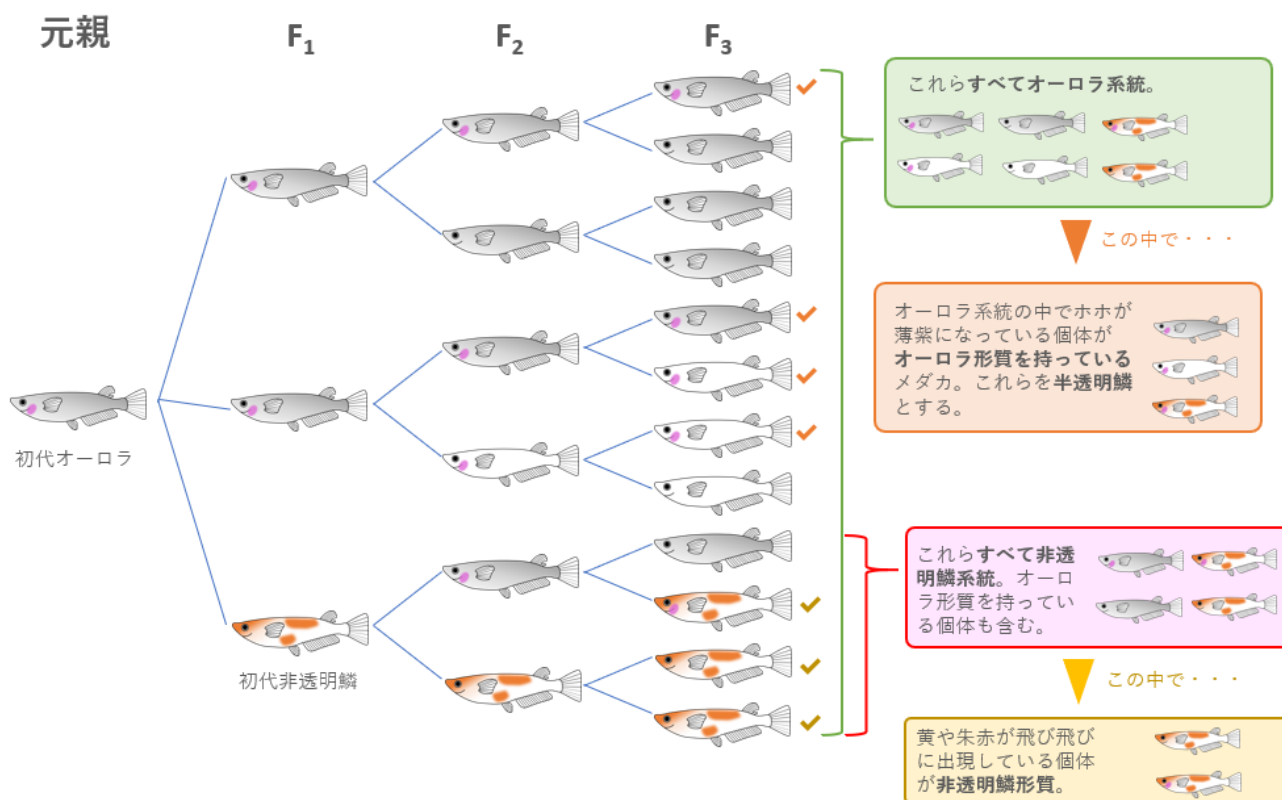 元親
F₁
F₂
F₃
初代オーロラ
初代非透明鱗
これらすべてオーロラ系統。
この中で・・・
オーロラ系統の中でホホが
薄紫になっている個体が
オーロラ形質を持っている
メダカ。これらを半透明鱗
とする。
これらすべて非透
明鱗系統。オーロ
ラ形質を持ってい
る個体も含む。
この中で・・・
黄や朱赤が飛び飛び
に出現している個体
が非透明鱗形質。